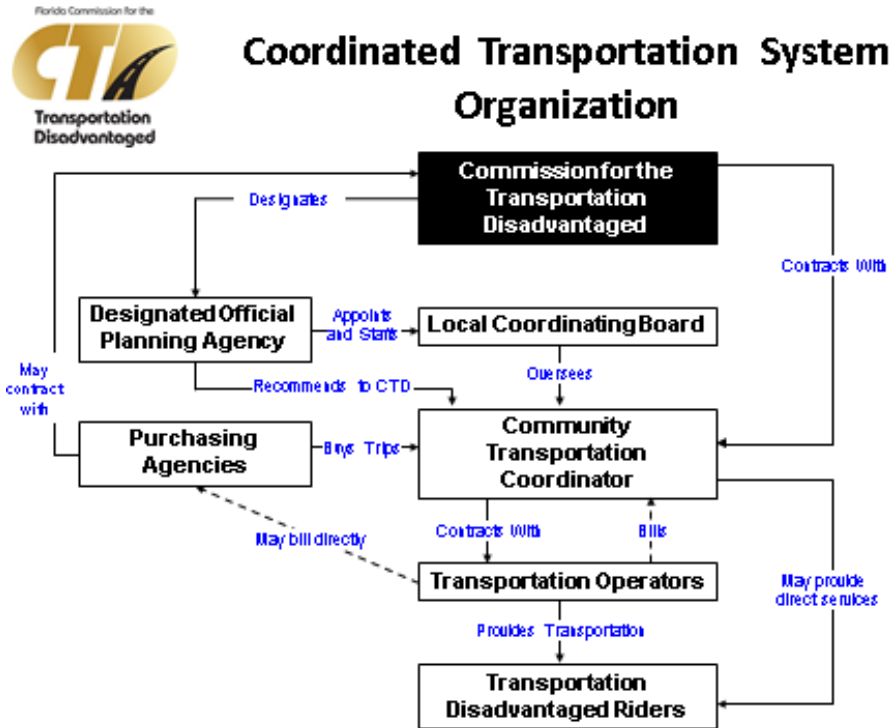 Florida Commission for the
CTD
Transportation
Disadvantaged
Coordinated Transportation System
Organization
Commission for the
Transportation
Disadvantaged
Designates
Contracts With
Designated Official
Planning Agency
Appoints
and Staffs
Local Coordinating Board
May
contract
with
Recommends to CTD
Oversees
Purchasing
Agencies
Buys Trips
Community
Transportation
Coordinator
May bill directly
Contracts With
Bills
Transportation Operators
May provide
direct services
Provides Transportation
Transportation
Disadvantaged Riders